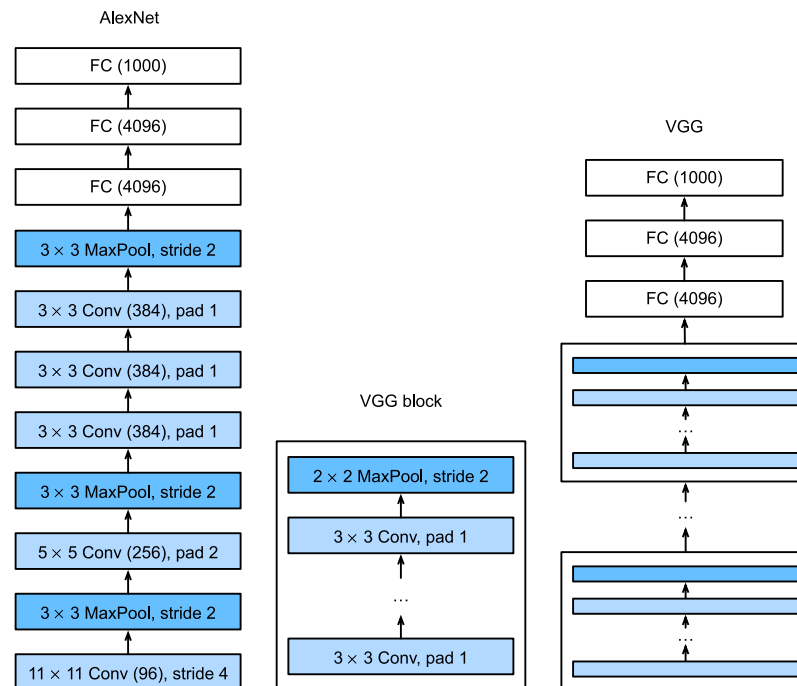 AlexNet
FC (1000)
FC (4096)
FC (4096)
3 × 3 MaxPool, stride 2
3 × 3 Conv (384), pad 1
3 × 3 Conv (384), pad 1
3 × 3 Conv (384), pad 1
3 × 3 MaxPool, stride 2
5 × 5 Conv (256), pad 2
3 × 3 MaxPool, stride 2
11 × 11 Conv (96), stride 4
VGG block
2 × 2 MaxPool, stride 2
3 × 3 Conv, pad 1
...
3 × 3 Conv, pad 1
VGG
FC (1000)
FC (4096)
FC (4096)
...
...
...